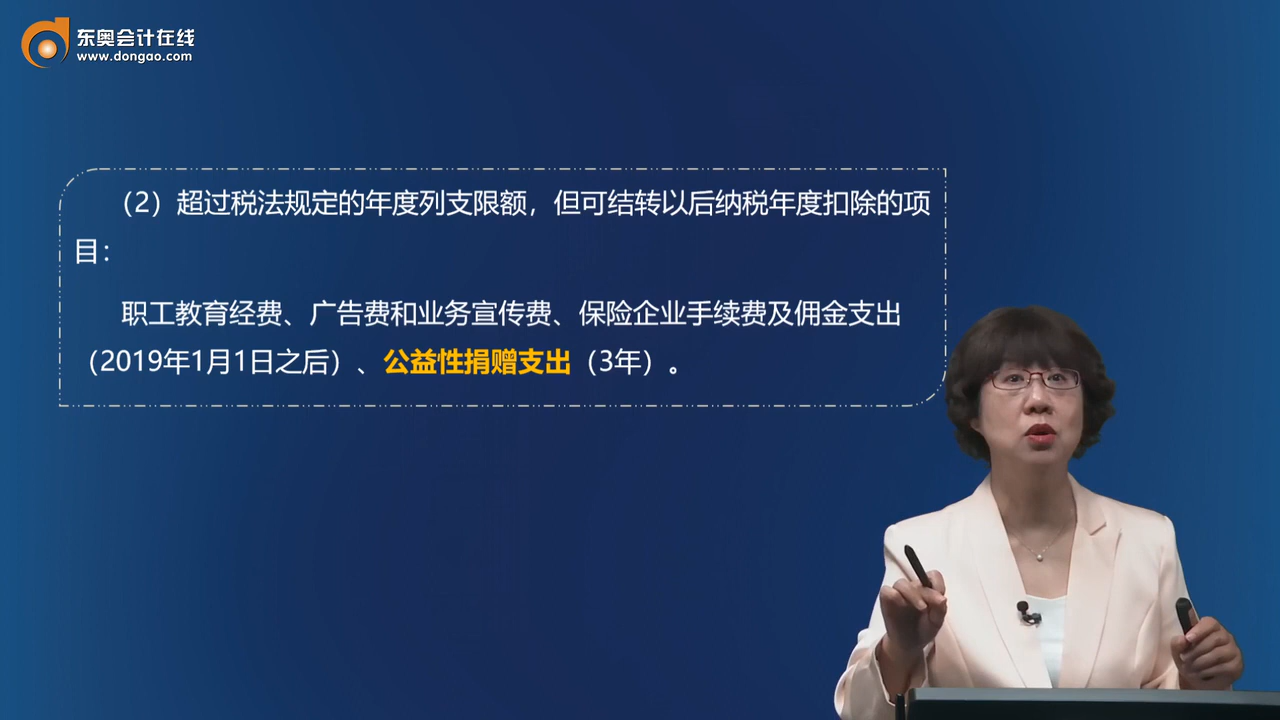 东奥会计在线
www.dongao.com
（2）超过税法规定的年度列支限额，但可结转以后纳税年度扣除的项
目：
职工教育经费、广告费和业务宣传费、保险企业手续费及佣金支出
（2019年1月1日之后）、公益性捐赠支出（3年）。